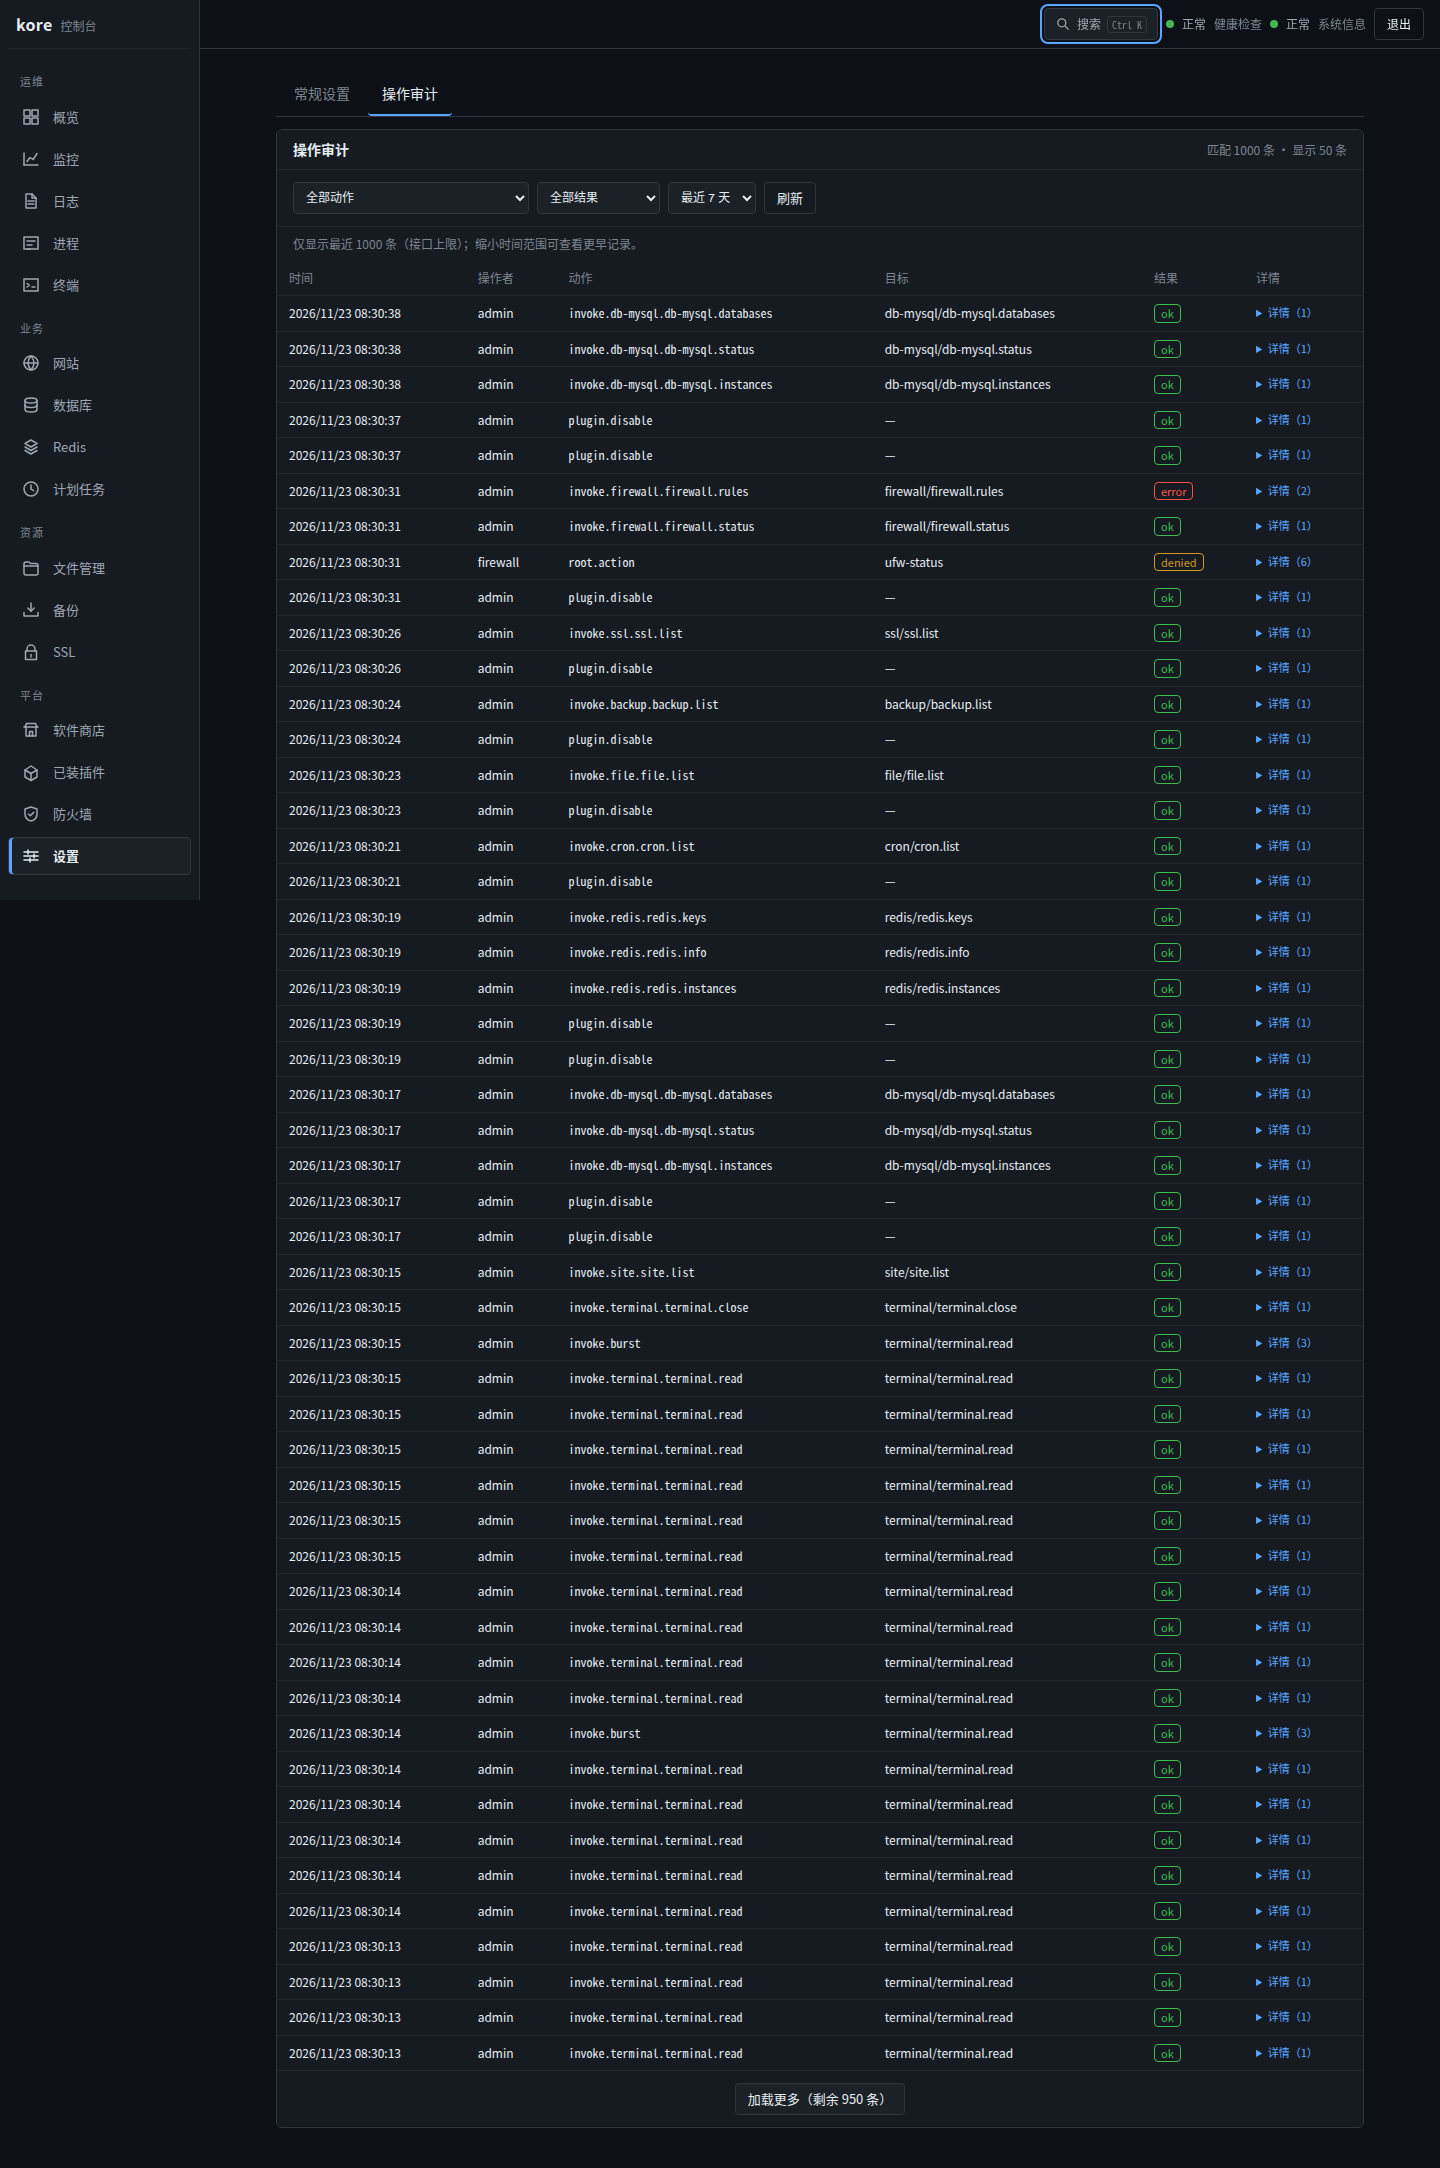 kore 控制台
搜索 Ctrl K 正常 健康检查 正常 系统信息 退出
运维
概览
监控
日志
进程
终端
业务
网站
数据库
Redis
计划任务
资源
文件管理
备份
SSL
平台
软件商店
已装插件
防火墙
设置
常规设置 操作审计
操作审计 匹配 1000 条 · 显示 50 条
全部动作 全部结果 最近 7 天 刷新
仅显示最近 1000 条（接口上限）；缩小时间范围可查看更早记录。
时间 操作者 动作 目标 结果 详情
2026/11/23 08:30:38 admin invoke.db-mysql.db-mysql.databases db-mysql/db-mysql.databases ok ▶ 详情（1）
2026/11/23 08:30:38 admin invoke.db-mysql.db-mysql.status db-mysql/db-mysql.status ok ▶ 详情（1）
2026/11/23 08:30:38 admin invoke.db-mysql.db-mysql.instances db-mysql/db-mysql.instances ok ▶ 详情（1）
2026/11/23 08:30:37 admin plugin.disable — ok ▶ 详情（1）
2026/11/23 08:30:37 admin plugin.disable — ok ▶ 详情（1）
2026/11/23 08:30:31 admin invoke.firewall.firewall.rules firewall/firewall.rules error ▶ 详情（2）
2026/11/23 08:30:31 admin invoke.firewall.firewall.status firewall/firewall.status ok ▶ 详情（1）
2026/11/23 08:30:31 firewall root.action ufw-status denied ▶ 详情（6）
2026/11/23 08:30:31 admin plugin.disable — ok ▶ 详情（1）
2026/11/23 08:30:26 admin invoke.ssl.ssl.list ssl/ssl.list ok ▶ 详情（1）
2026/11/23 08:30:26 admin plugin.disable — ok ▶ 详情（1）
2026/11/23 08:30:24 admin invoke.backup.backup.list backup/backup.list ok ▶ 详情（1）
2026/11/23 08:30:24 admin plugin.disable — ok ▶ 详情（1）
2026/11/23 08:30:23 admin invoke.file.file.list file/file.list ok ▶ 详情（1）
2026/11/23 08:30:23 admin plugin.disable — ok ▶ 详情（1）
2026/11/23 08:30:21 admin invoke.cron.cron.list cron/cron.list ok ▶ 详情（1）
2026/11/23 08:30:21 admin plugin.disable — ok ▶ 详情（1）
2026/11/23 08:30:19 admin invoke.redis.redis.keys redis/redis.keys ok ▶ 详情（1）
2026/11/23 08:30:19 admin invoke.redis.redis.info redis/redis.info ok ▶ 详情（1）
2026/11/23 08:30:19 admin invoke.redis.redis.instances redis/redis.instances ok ▶ 详情（1）
2026/11/23 08:30:19 admin plugin.disable — ok ▶ 详情（1）
2026/11/23 08:30:19 admin plugin.disable — ok ▶ 详情（1）
2026/11/23 08:30:17 admin invoke.db-mysql.db-mysql.databases db-mysql/db-mysql.databases ok ▶ 详情（1）
2026/11/23 08:30:17 admin invoke.db-mysql.db-mysql.status db-mysql/db-mysql.status ok ▶ 详情（1）
2026/11/23 08:30:17 admin invoke.db-mysql.db-mysql.instances db-mysql/db-mysql.instances ok ▶ 详情（1）
2026/11/23 08:30:17 admin plugin.disable — ok ▶ 详情（1）
2026/11/23 08:30:17 admin plugin.disable — ok ▶ 详情（1）
2026/11/23 08:30:15 admin invoke.site.site.list site/site.list ok ▶ 详情（1）
2026/11/23 08:30:15 admin invoke.terminal.terminal.close terminal/terminal.close ok ▶ 详情（1）
2026/11/23 08:30:15 admin invoke.burst terminal/terminal.read ok ▶ 详情（3）
2026/11/23 08:30:15 admin invoke.terminal.terminal.read terminal/terminal.read ok ▶ 详情（1）
2026/11/23 08:30:15 admin invoke.terminal.terminal.read terminal/terminal.read ok ▶ 详情（1）
2026/11/23 08:30:15 admin invoke.terminal.terminal.read terminal/terminal.read ok ▶ 详情（1）
2026/11/23 08:30:15 admin invoke.terminal.terminal.read terminal/terminal.read ok ▶ 详情（1）
2026/11/23 08:30:15 admin invoke.terminal.terminal.read terminal/terminal.read ok ▶ 详情（1）
2026/11/23 08:30:15 admin invoke.terminal.terminal.read terminal/terminal.read ok ▶ 详情（1）
2026/11/23 08:30:14 admin invoke.terminal.terminal.read terminal/terminal.read ok ▶ 详情（1）
2026/11/23 08:30:14 admin invoke.terminal.terminal.read terminal/terminal.read ok ▶ 详情（1）
2026/11/23 08:30:14 admin invoke.terminal.terminal.read terminal/terminal.read ok ▶ 详情（1）
2026/11/23 08:30:14 admin invoke.terminal.terminal.read terminal/terminal.read ok ▶ 详情（1）
2026/11/23 08:30:14 admin invoke.burst terminal/terminal.read ok ▶ 详情（3）
2026/11/23 08:30:14 admin invoke.terminal.terminal.read terminal/terminal.read ok ▶ 详情（1）
2026/11/23 08:30:14 admin invoke.terminal.terminal.read terminal/terminal.read ok ▶ 详情（1）
2026/11/23 08:30:14 admin invoke.terminal.terminal.read terminal/terminal.read ok ▶ 详情（1）
2026/11/23 08:30:14 admin invoke.terminal.terminal.read terminal/terminal.read ok ▶ 详情（1）
2026/11/23 08:30:14 admin invoke.terminal.terminal.read terminal/terminal.read ok ▶ 详情（1）
2026/11/23 08:30:13 admin invoke.terminal.terminal.read terminal/terminal.read ok ▶ 详情（1）
2026/11/23 08:30:13 admin invoke.terminal.terminal.read terminal/terminal.read ok ▶ 详情（1）
2026/11/23 08:30:13 admin invoke.terminal.terminal.read terminal/terminal.read ok ▶ 详情（1）
2026/11/23 08:30:13 admin invoke.terminal.terminal.read terminal/terminal.read ok ▶ 详情（1）
加载更多（剩余 950 条）